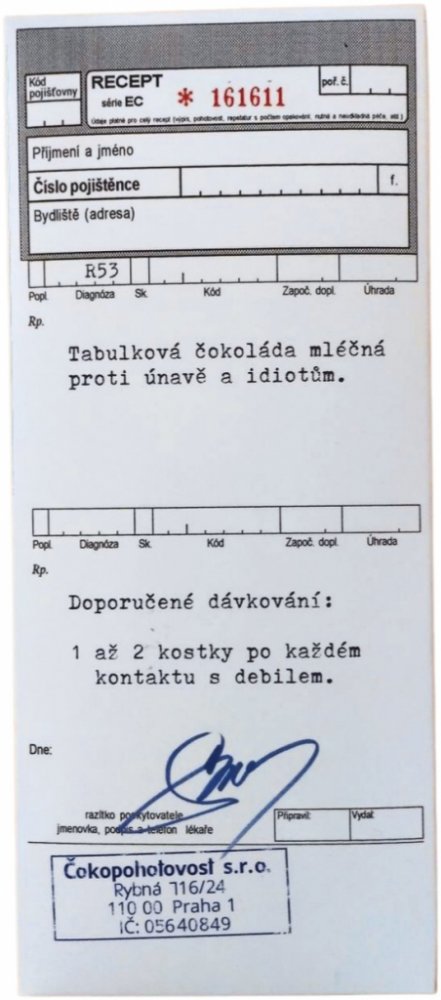 Kód
pojišťovny
RECEPT
série EC
* 161611
poř. č.
Údaje platné pro celý recept (výpis, pohotovost, repetatur s počtem opakování, nutná a neodkladná péče, atd.)
Příjmení a jméno
Číslo pojištěnce
f.
Bydliště (adresa)
R53
Popl. Diagnóza Sk. Kód Započ. dopl. Úhrada
Rp.
Tabulková čokoláda mléčná
proti únavě a idiotům.
Popl. Diagnóza Sk. Kód Započ. dopl. Úhrada
Rp.
Doporučené dávkování:
1 až 2 kostky po každém
kontaktu s debilem.
Dne:
razítko poskytovatele
jmenovka, podpis a telefon lékaře
Připravil: Vydal:
Čokopohotovost s.r.o.
Rybná 716/24
110 00 Praha 1
IČ: 05640849